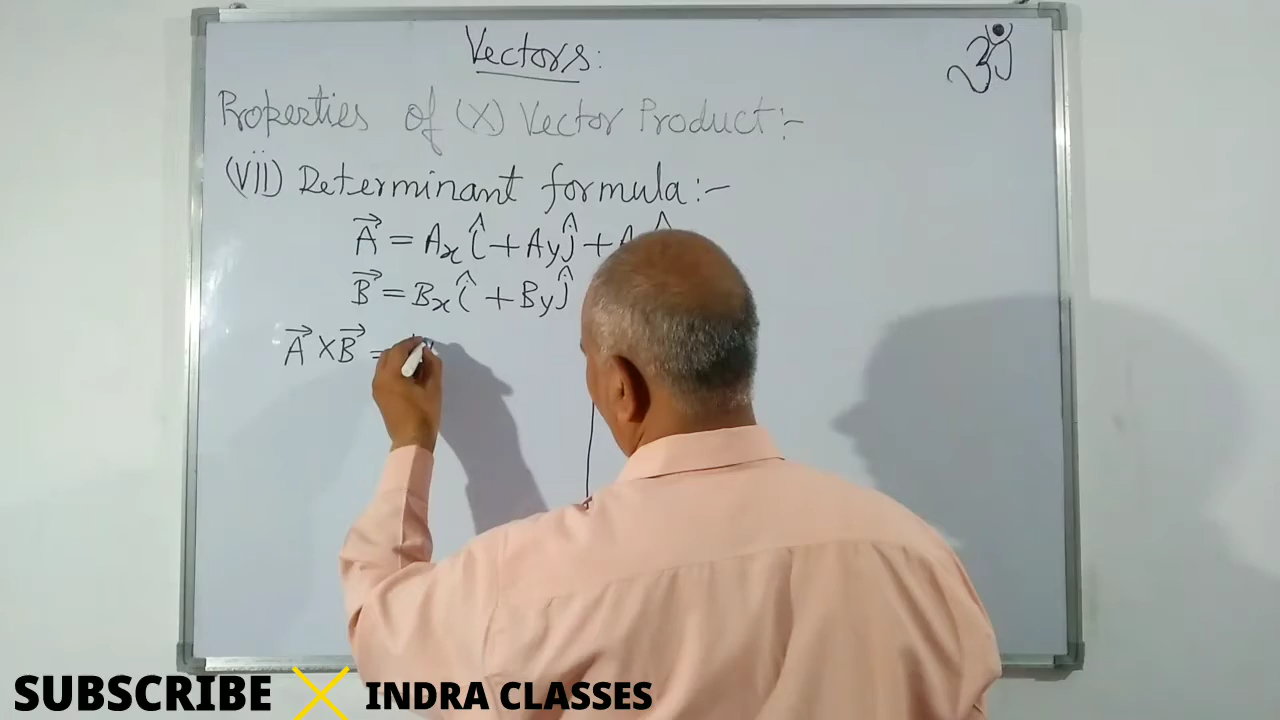 Vectors:
ॐ
Properties of (X) Vector Product:-
(vii) Determinant formula:-
A⃗ = Aₓ î + Ay ĵ + A
B⃗ = Bₓ î + By ĵ
A⃗ × B⃗ =
SUBSCRIBE INDRA CLASSES